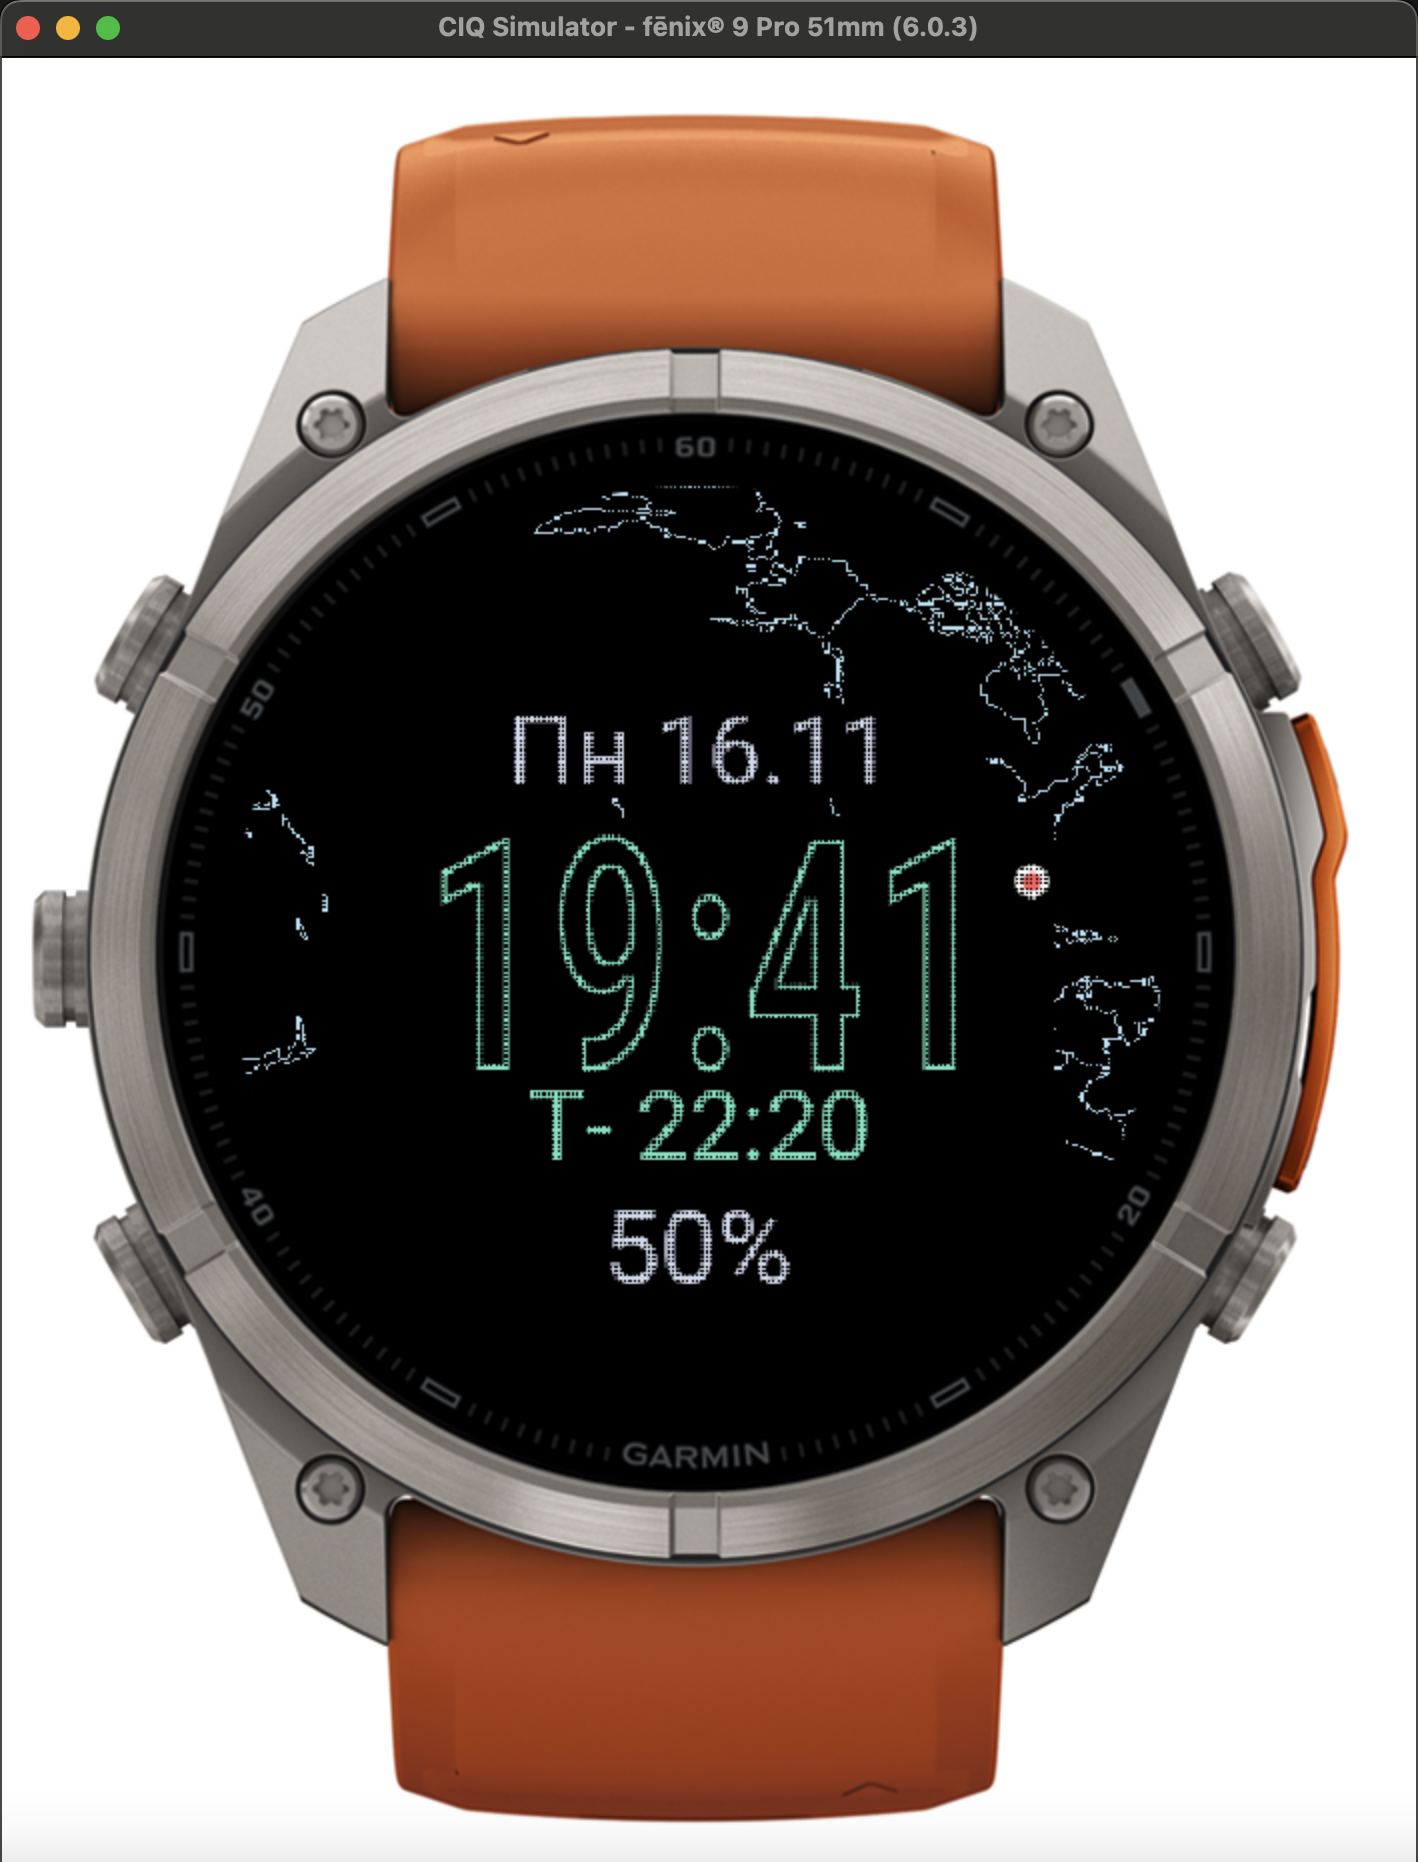 CIQ Simulator - fēnix® 9 Pro 51mm (6.0.3)
60
50
Пн 16.11
19:41
T- 22:20
50%
40
20
GARMIN